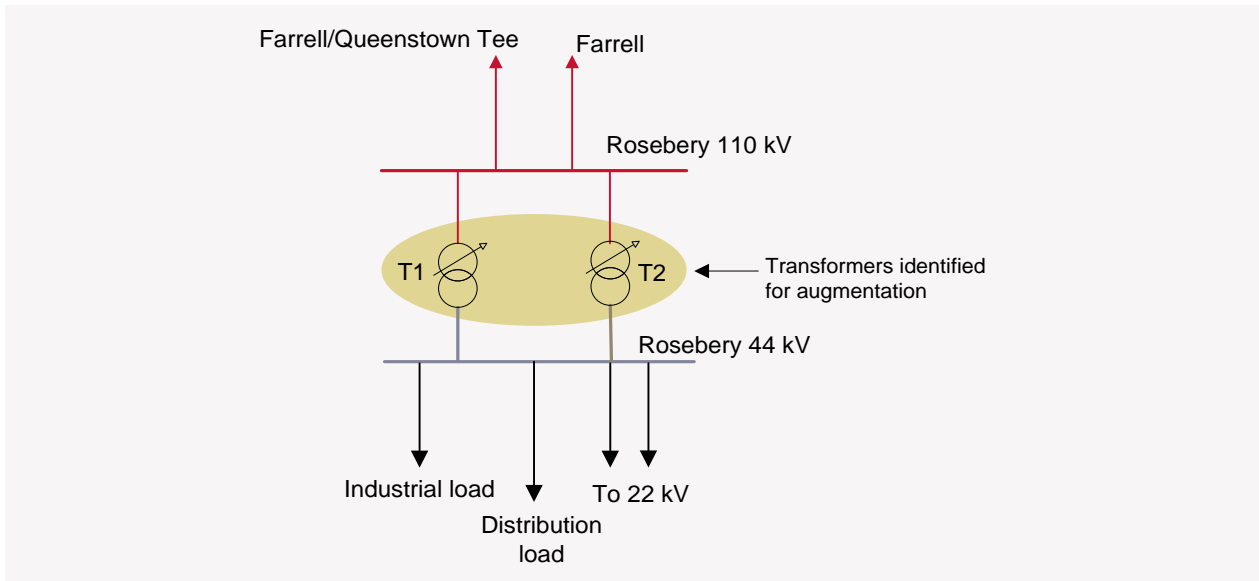 Farrell/Queenstown Tee
Farrell
Rosebery 110 kV
T1
T2
Transformers identified
for augmentation
Rosebery 44 kV
Industrial load
To 22 kV
Distribution
load